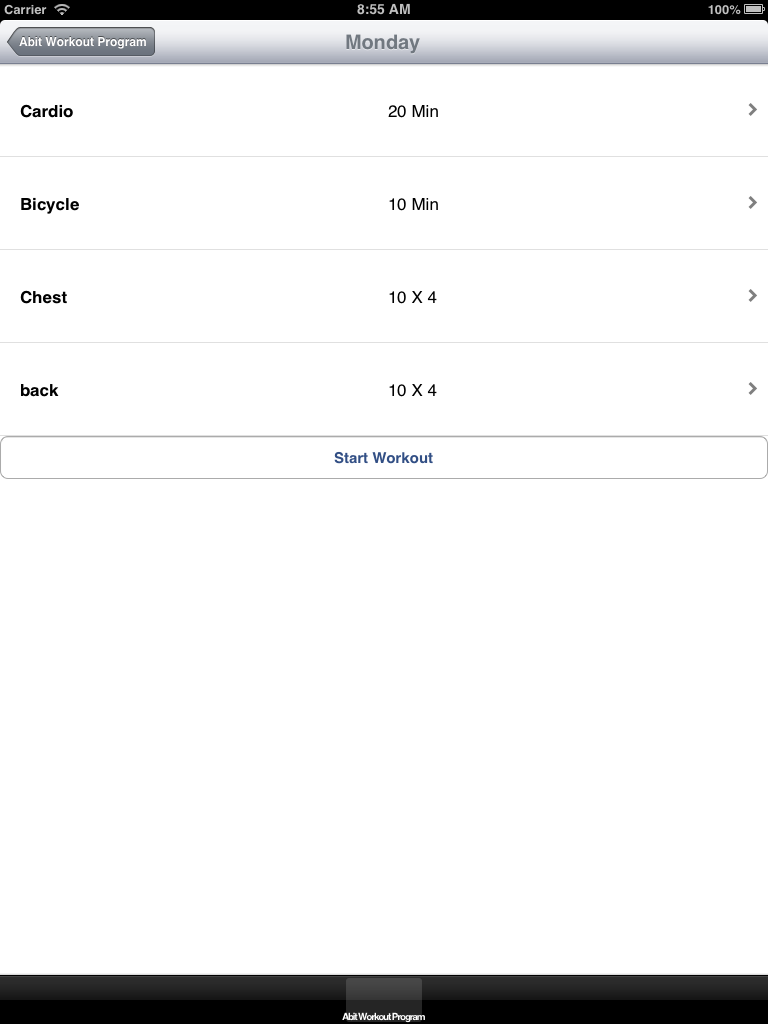 Carrier 8:55 AM 100%
Abit Workout Program Monday
Cardio 20 Min
Bicycle 10 Min
Chest 10 X 4
back 10 X 4
Start Workout
Abit Workout Program